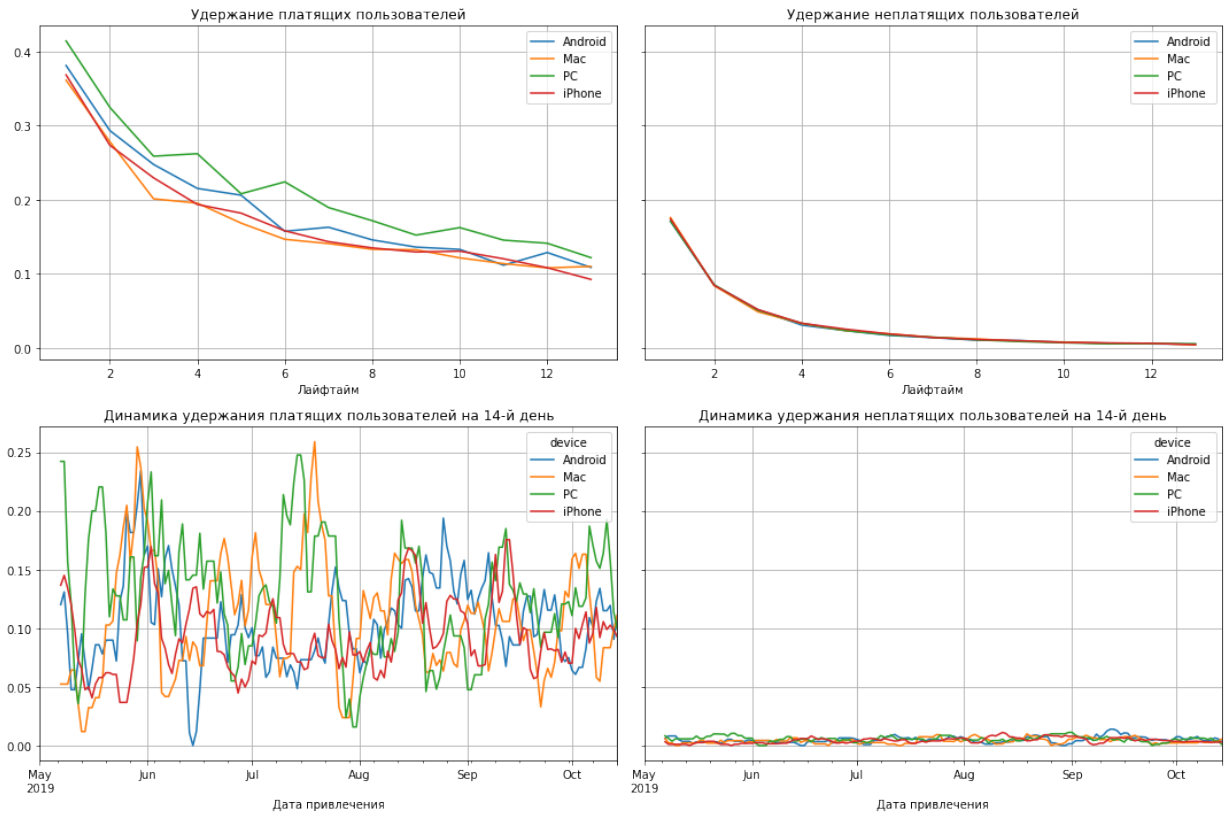 Удержание платящих пользователей
0.4
0.3
0.2
0.1
0.0
2 4 6 8 10 12
Лайфтайм
Android
Mac
PC
iPhone
Удержание неплатящих пользователей
2 4 6 8 10 12
Лайфтайм
Android
Mac
PC
iPhone
Динамика удержания платящих пользователей на 14-й день
0.25
0.20
0.15
0.10
0.05
0.00
May Jun Jul Aug Sep Oct
2019
Дата привлечения
device
Android
Mac
PC
iPhone
Динамика удержания неплатящих пользователей на 14-й день
May Jun Jul Aug Sep Oct
2019
Дата привлечения
device
Android
Mac
PC
iPhone